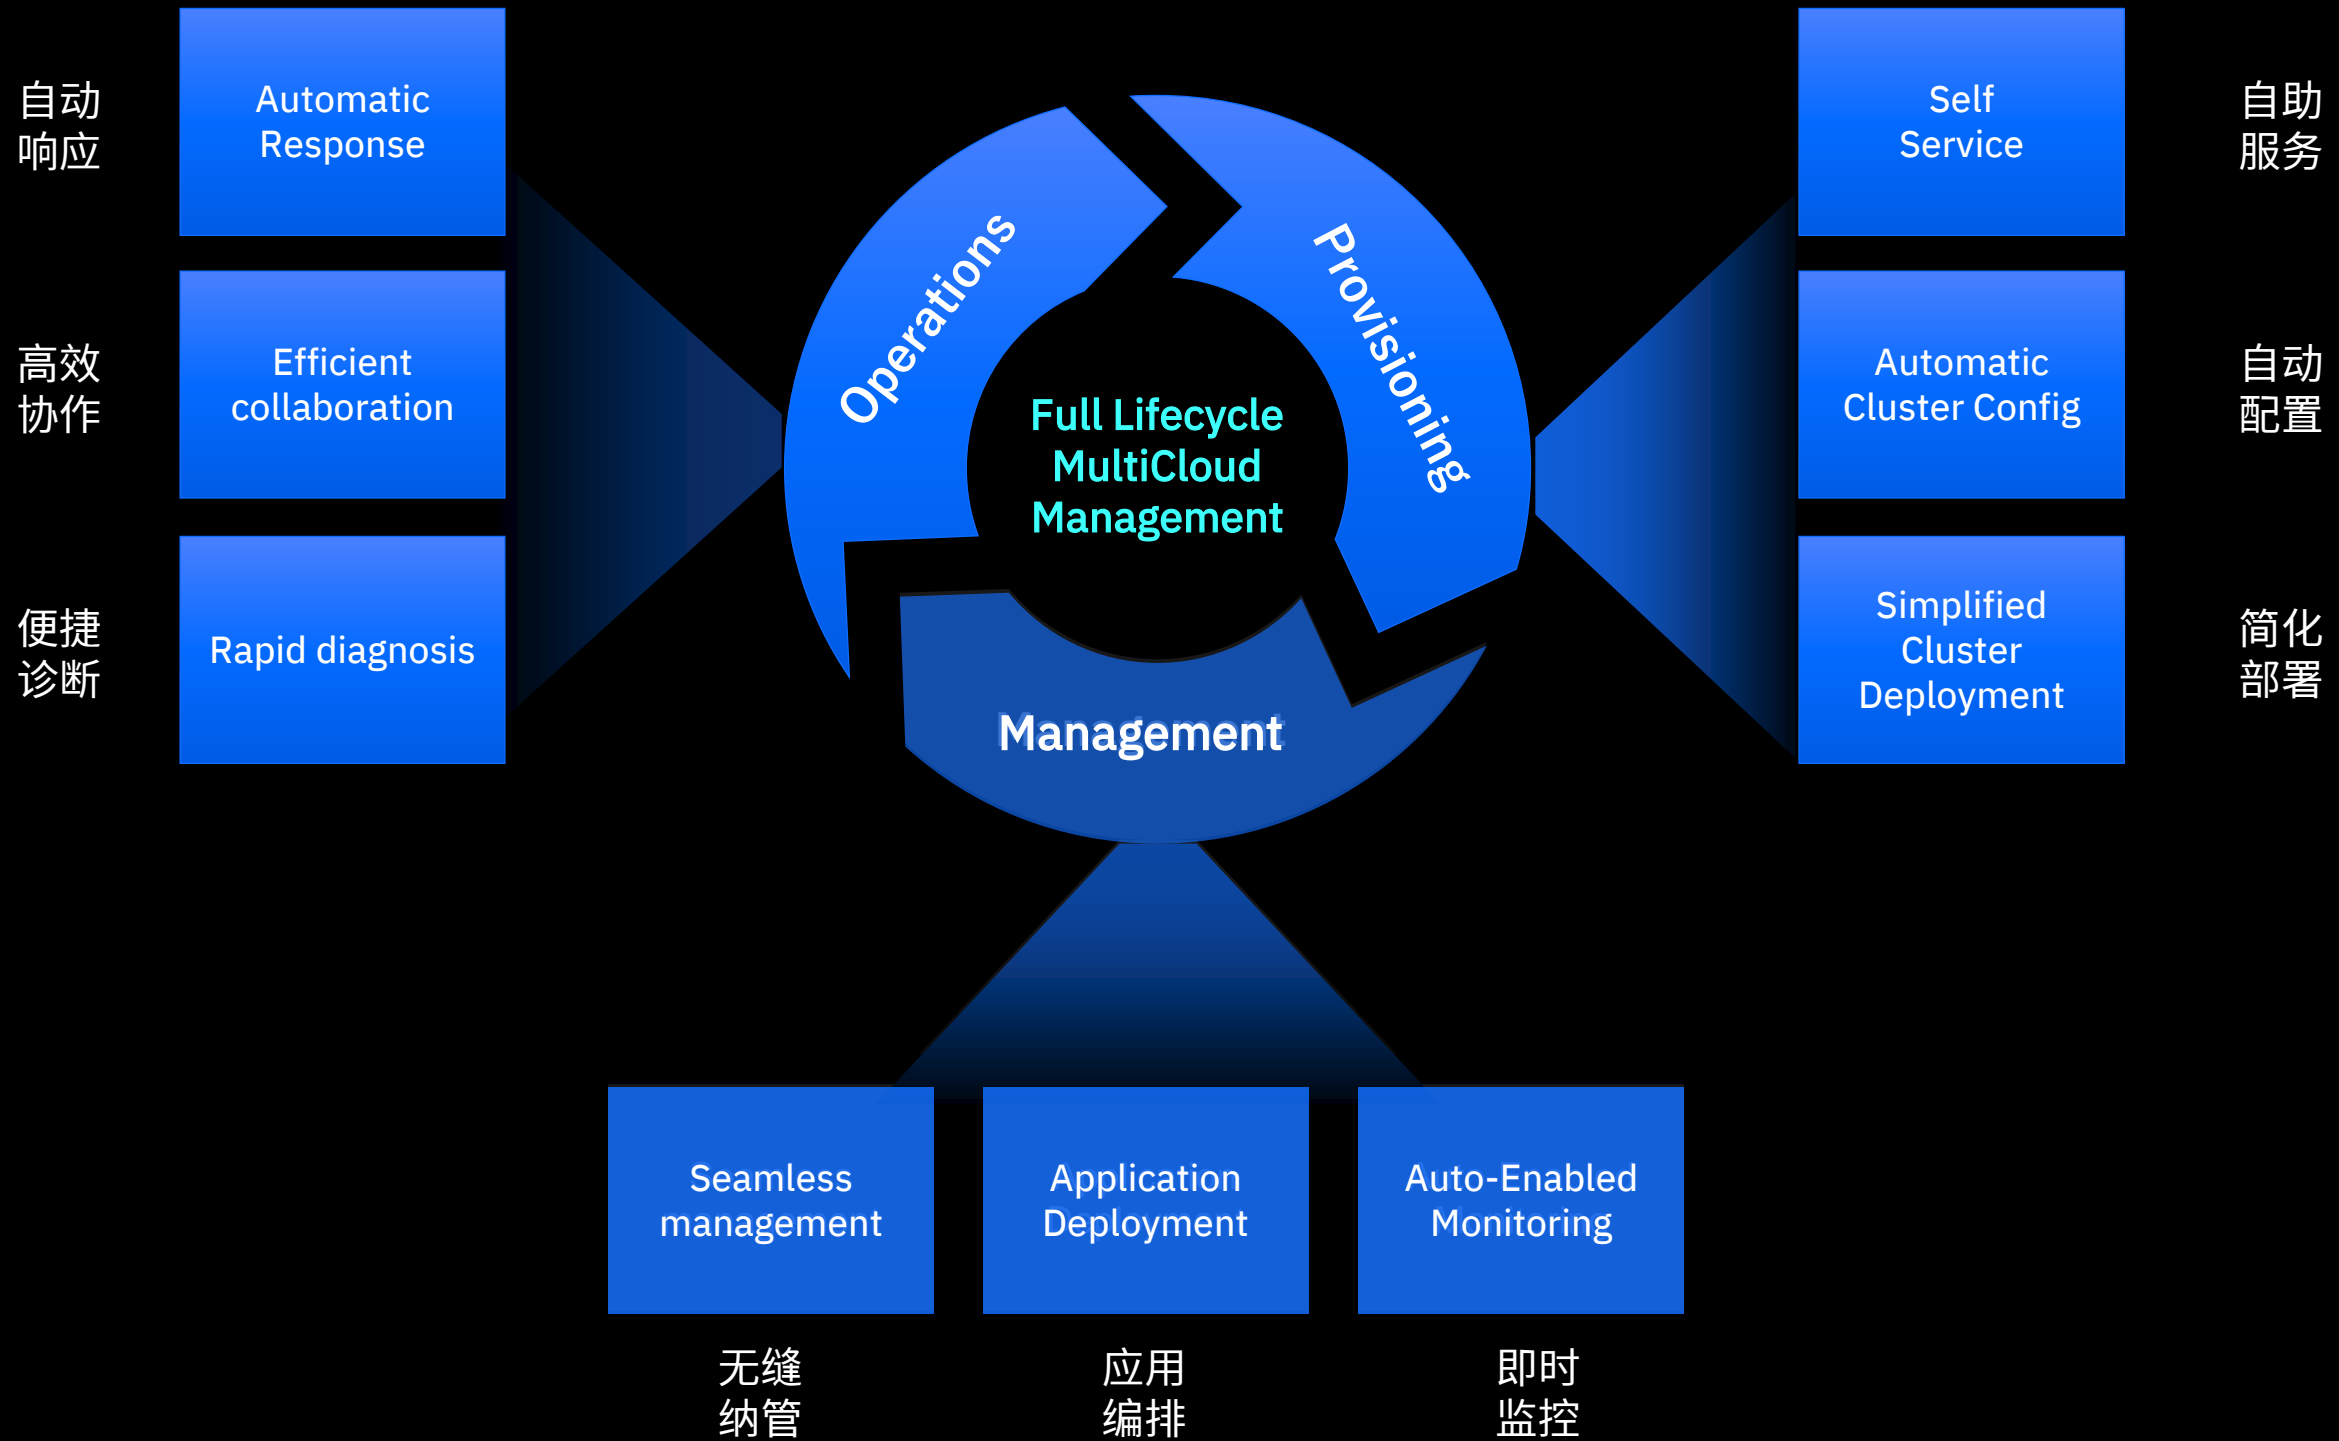 自动
响应
Automatic
Response
高效
协作
Efficient
collaboration
便捷
诊断
Rapid diagnosis
Operations
Provisioning
Management
Full Lifecycle
MultiCloud
Management
Self
Service
自助
服务
Automatic
Cluster Config
自动
配置
Simplified
Cluster
Deployment
简化
部署
Seamless
management
无缝
纳管
Application
Deployment
应用
编排
Auto-Enabled
Monitoring
即时
监控